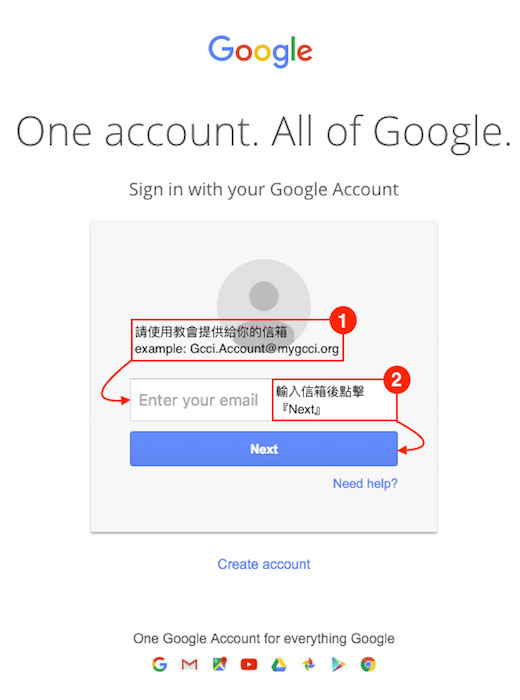 Google
One account. All of Google.
Sign in with your Google Account
1
請使用教會提供給你的信箱
example: Gcci.Account@mygcci.org
2
輸入信箱後點擊
『Next』
Enter your email
Next
Need help?
Create account
One Google Account for everything Google